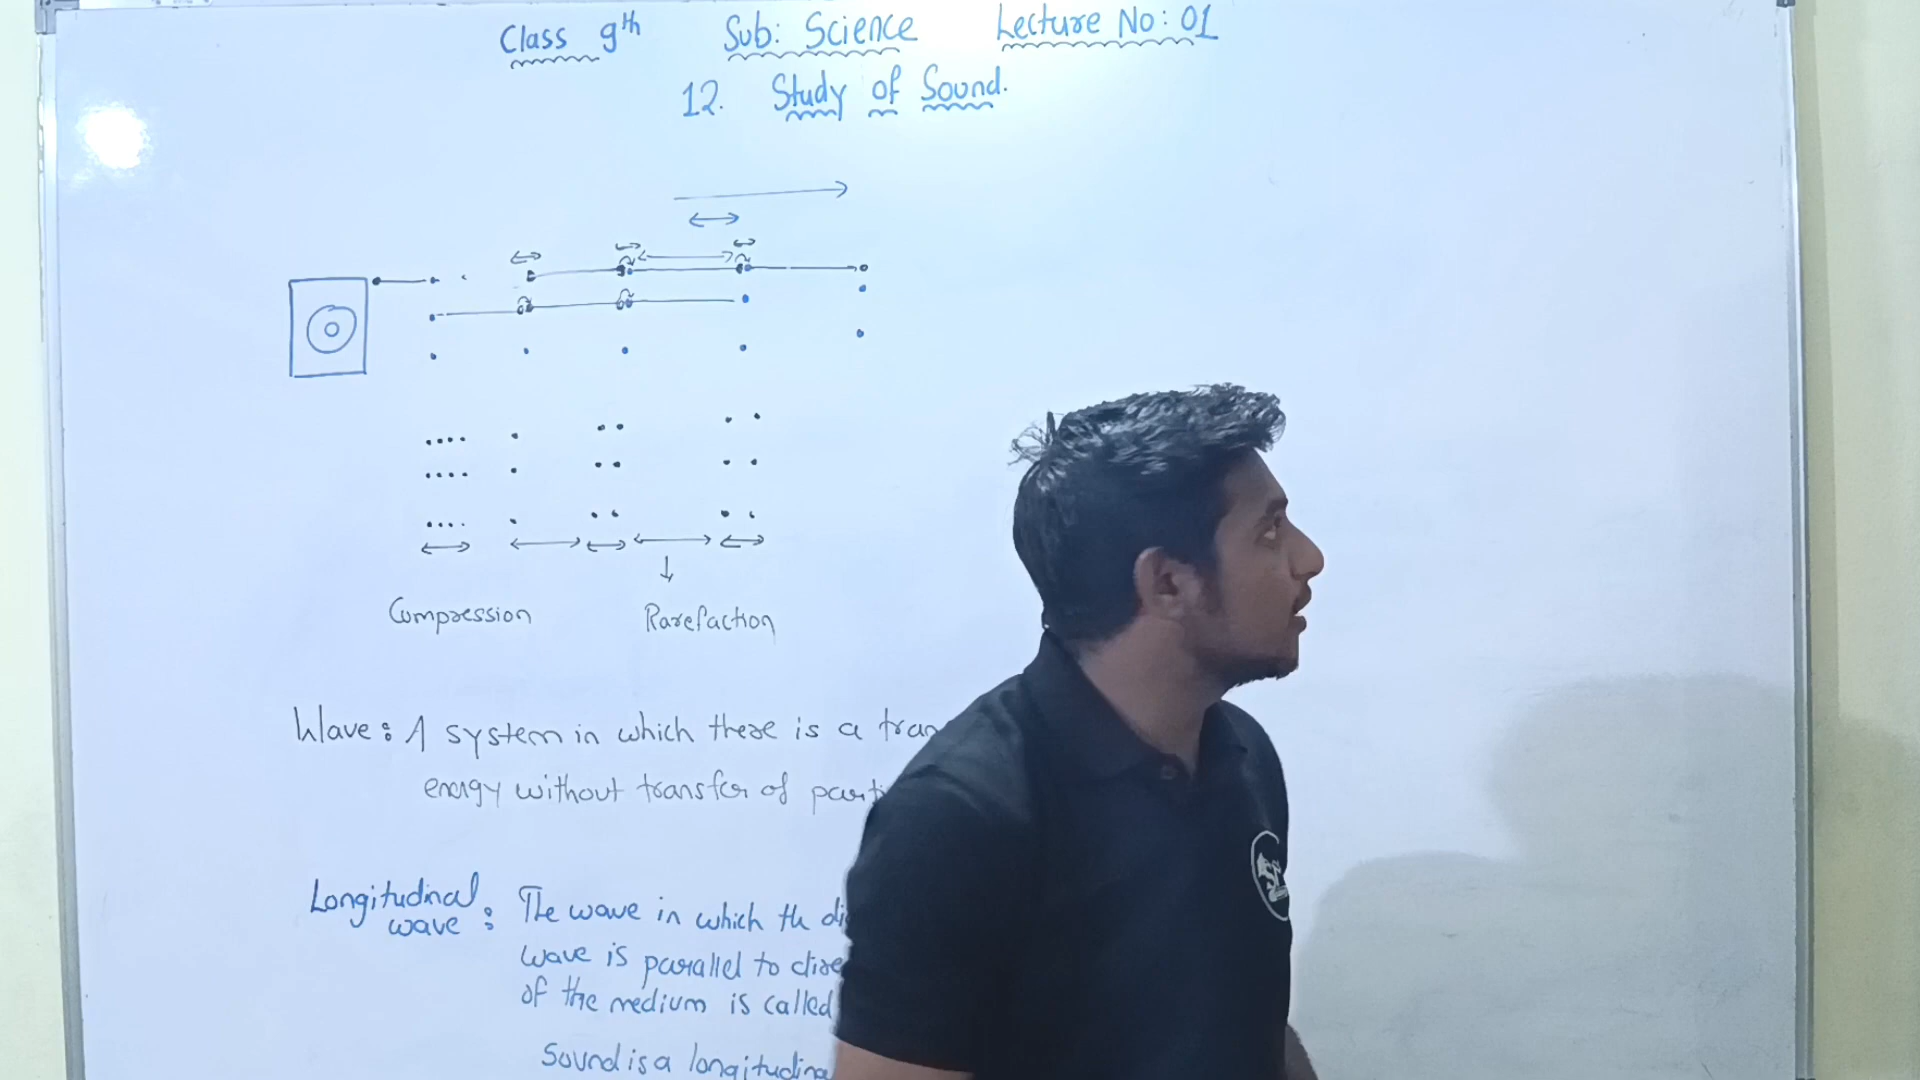 Class 9th Sub: Science Lecture No: 01
12. Study of Sound.
Compression Rarefaction
Wave: A system in which there is a tran
energy without transfer of parti
Longitudinal wave: The wave in which th di
wave is parallel to dire
of the medium is called
Sound is a longitudina